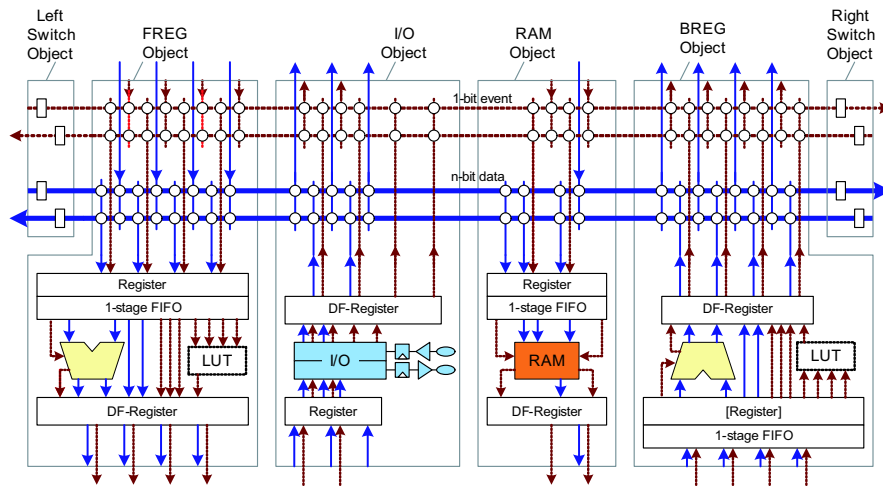 Left
Switch
Object
FREG
Object
I/O
Object
RAM
Object
BREG
Object
Right
Switch
Object
1-bit event
n-bit data
Register
1-stage FIFO
LUT
DF-Register
DF-Register
I/O
Register
Register
1-stage FIFO
RAM
DF-Register
DF-Register
LUT
[Register]
1-stage FIFO